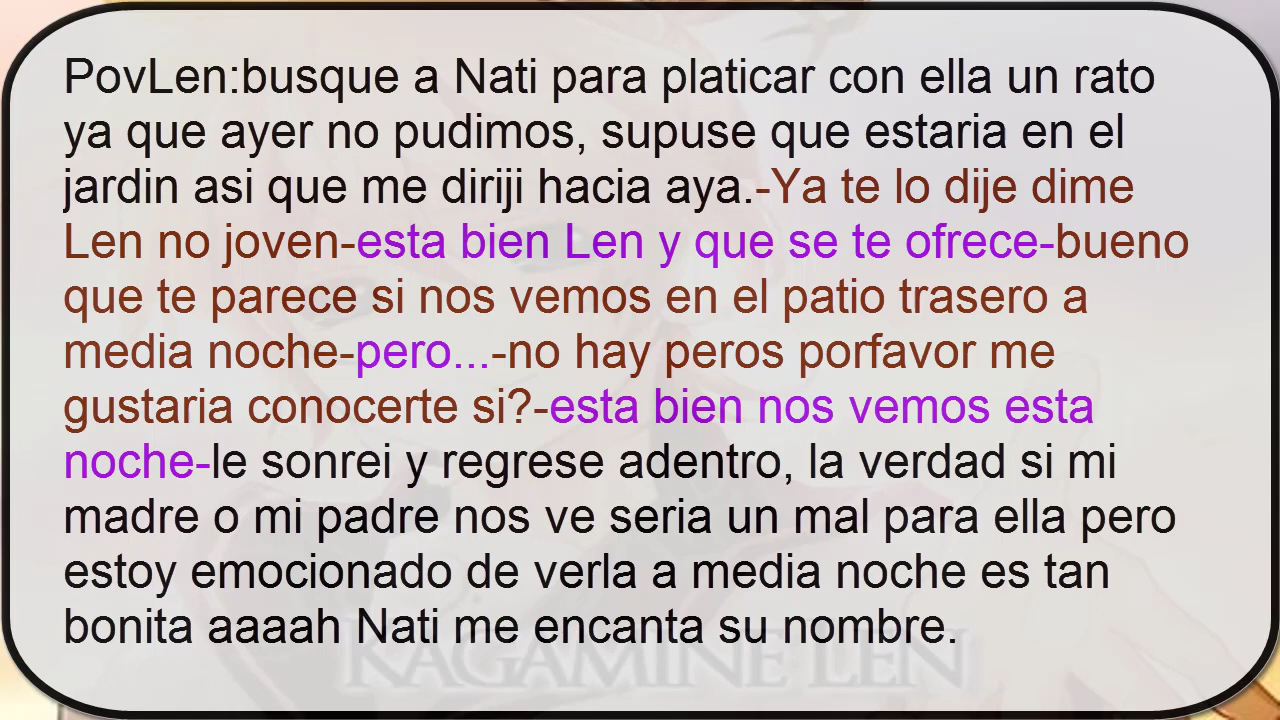 PovLen:busque a Nati para platicar con ella un rato
ya que ayer no pudimos, supuse que estaria en el
jardin asi que me diriji hacia aya.-Ya te lo dije dime
Len no joven-esta bien Len y que se te ofrece-bueno
que te parece si nos vemos en el patio trasero a
media noche-pero...-no hay peros porfavor me
gustaria conocerte si?-esta bien nos vemos esta
noche-le sonrei y regrese adentro, la verdad si mi
madre o mi padre nos ve seria un mal para ella pero
estoy emocionado de verla a media noche es tan
bonita aaaah Nati me encanta su nombre.
KAGAMINE LEN